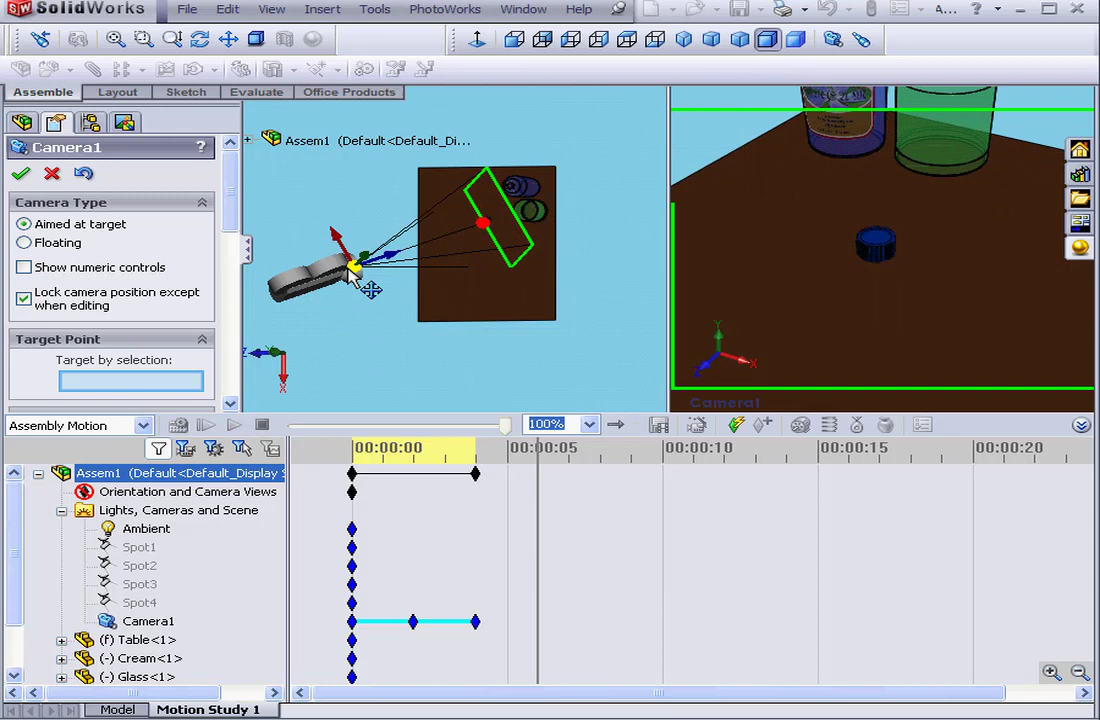 SolidWorks File Edit View Insert Tools PhotoWorks Window Help A... ?
Assemble Layout Sketch Evaluate Office Products
Camera1 ?
Assem1 (Default<Default_Di...
Camera Type
Aimed at target
Floating
Show numeric controls
Lock camera position except
when editing
Target Point
Target by selection:
Y
X
Z
X
Camera1
Assembly Motion 100%
00:00:00 00:00:05 00:00:10 00:00:15 00:00:20
Assem1 (Default<Default_Display S
Orientation and Camera Views
Lights, Cameras and Scene
Ambient
Spot1
Spot2
Spot3
Spot4
Camera1
(f) Table<1>
(-) Cream<1>
(-) Glass<1>
Model Motion Study 1